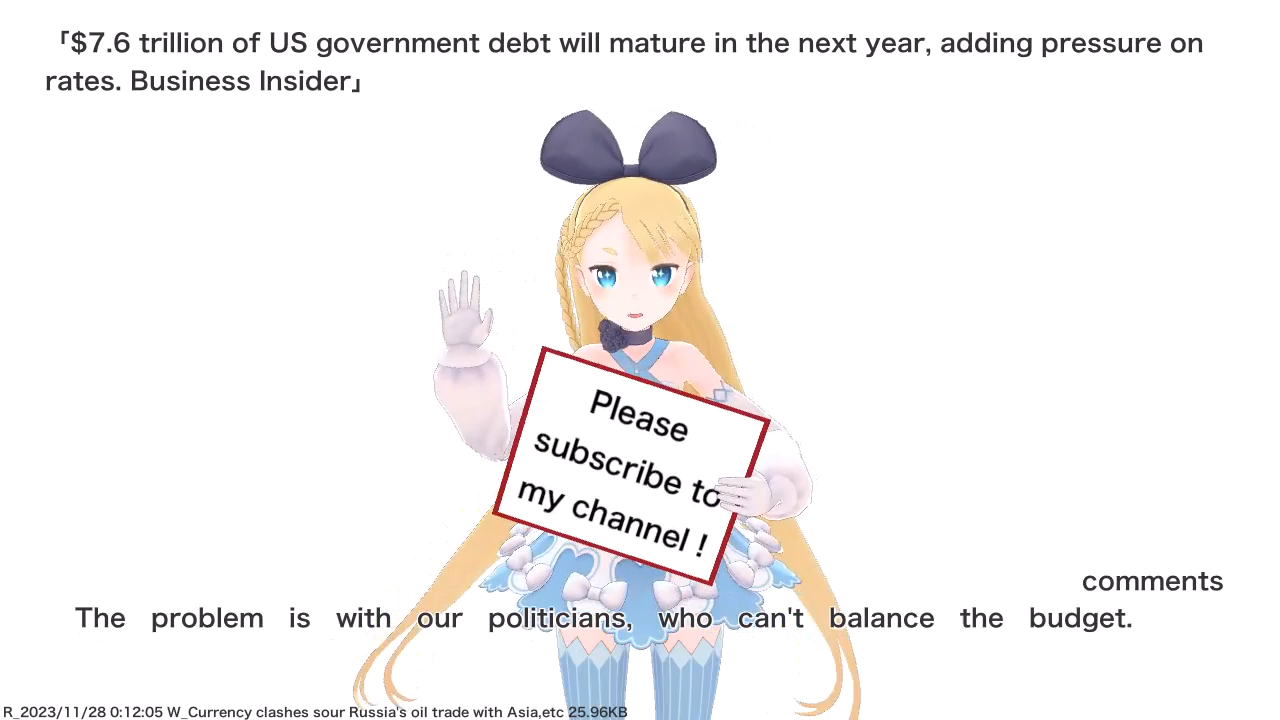 「$7.6 trillion of US government debt will mature in the next year, adding pressure on
rates. Business Insider」
Please
subscribe to
my channel !
comments
The problem is with our politicians, who can't balance the budget.
R_2023/11/28 0:12:05 W_Currency clashes sour Russia's oil trade with Asia,etc 25.96KB